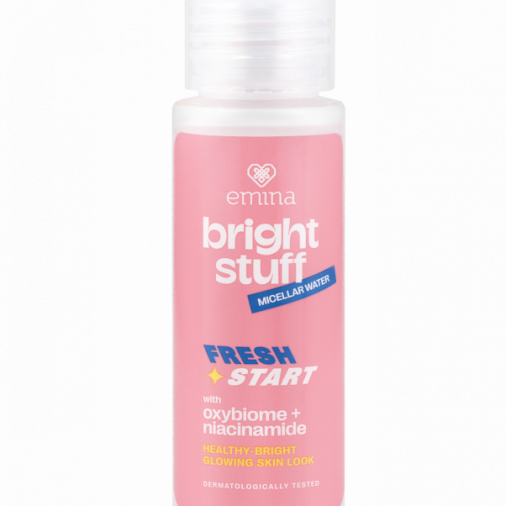 emina
bright
stuff
MICELLAR WATER
FRESH
START
with
oxybiome +
niacinamide
HEALTHY-BRIGHT
GLOWING SKIN LOOK
DERMATOLOGICALLY TESTED